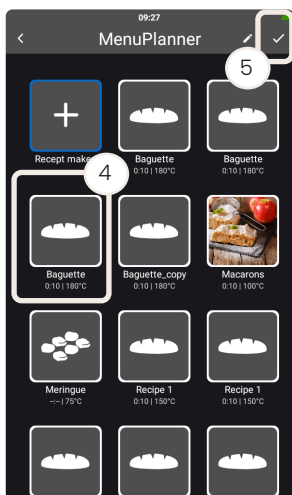 09:27
MenuPlanner
5
Recept make
Baguette
0:10 | 180°C
Baguette
0:10 | 180°C
4
Baguette
0:10 | 180°C
Baguette_copy
0:10 | 180°C
Macarons
0:10 | 100°C
Meringue
--:-- | 75°C
Recipe 1
0:10 | 150°C
Recipe 1
0:10 | 150°C